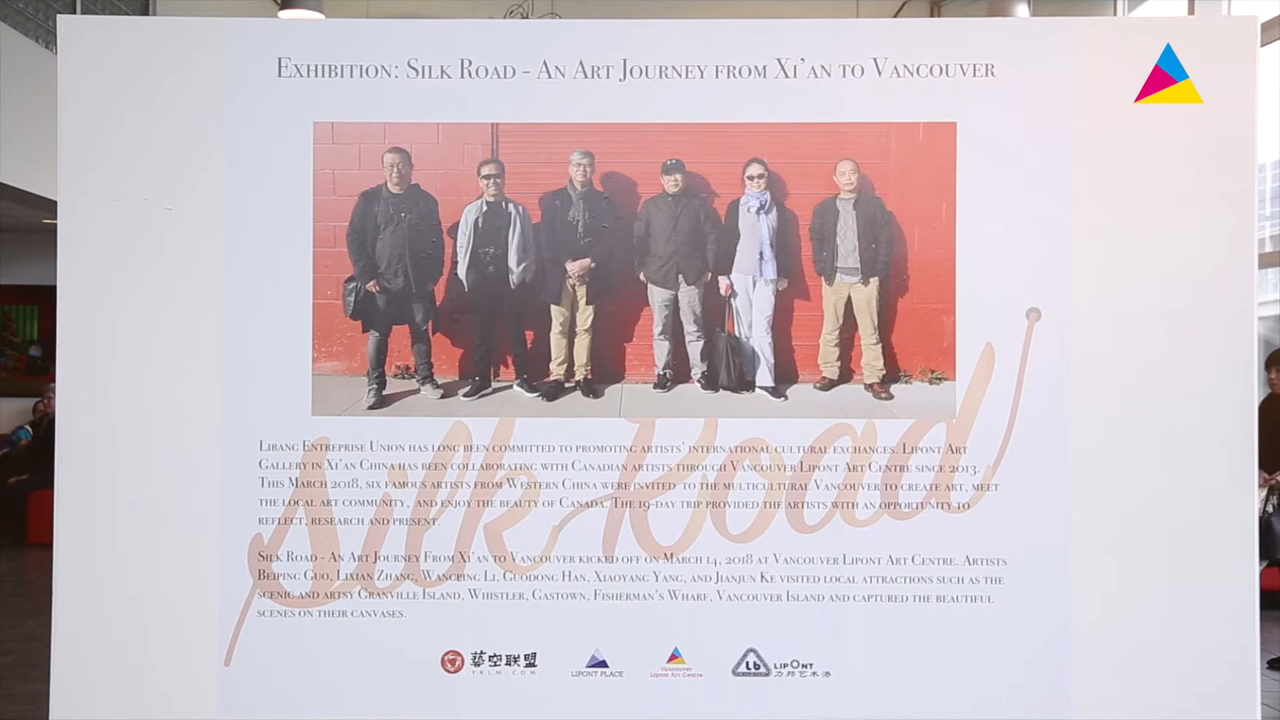 Exhibition: Silk Road - An Art Journey from Xi'an to Vancouver
Libang Entreprise Union has long been committed to promoting artists' international cultural exchanges. Lipont Art
Gallery in Xi'an China has been collaborating with Canadian artists through Vancouver Lipont Art Centre since 2013.
This March 2018, six famous artists from Western China were invited to the multicultural Vancouver to create art, meet
the local art community, and enjoy the beauty of Canada. The 19-day trip provided the artists with an opportunity to
reflect, research and present.
Silk Road
Silk Road - An Art Journey From Xi'an to Vancouver kicked off on March 14, 2018 at Vancouver Lipont Art Centre. Artists
Beiping Guo, Lixian Zhang, Wangping Li, Guodong Han, Xiaoyang Yang, and Jianjun Ke visited local attractions such as the
scenic and artsy Granville Island, Whistler, Gastown, Fisherman's Wharf, Vancouver Island and captured the beautiful
scenes on their canvases.
藝空联盟
YKLM.COM
LIPONT PLACE
Vancouver
Lipont Art Centre
Lb
LIPONT
力邦艺术港